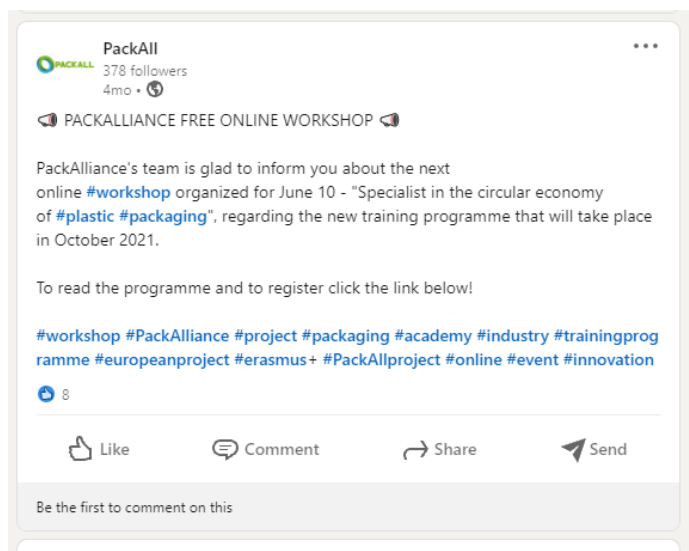 PACKALL
PackAll
378 followers
4mo •
PACKALLIANCE FREE ONLINE WORKSHOP
PackAlliance's team is glad to inform you about the next
online #workshop organized for June 10 - "Specialist in the circular economy
of #plastic #packaging", regarding the new training programme that will take place
in October 2021.
To read the programme and to register click the link below!
#workshop #PackAlliance #project #packaging #academy #industry #trainingprog
ramme #europeanproject #erasmus+ #PackAllproject #online #event #innovation
8
Like Comment Share Send
Be the first to comment on this